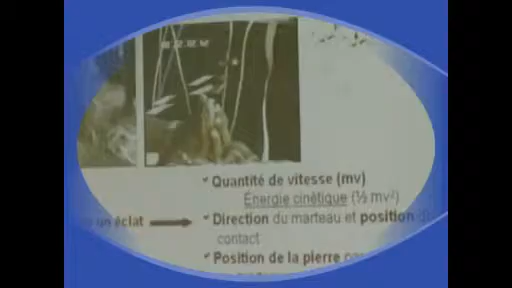 Quantité de vitesse (mv)
Énergie cinétique (½ mv²)
un éclat
Direction du marteau et position
contact
Position de la pierre